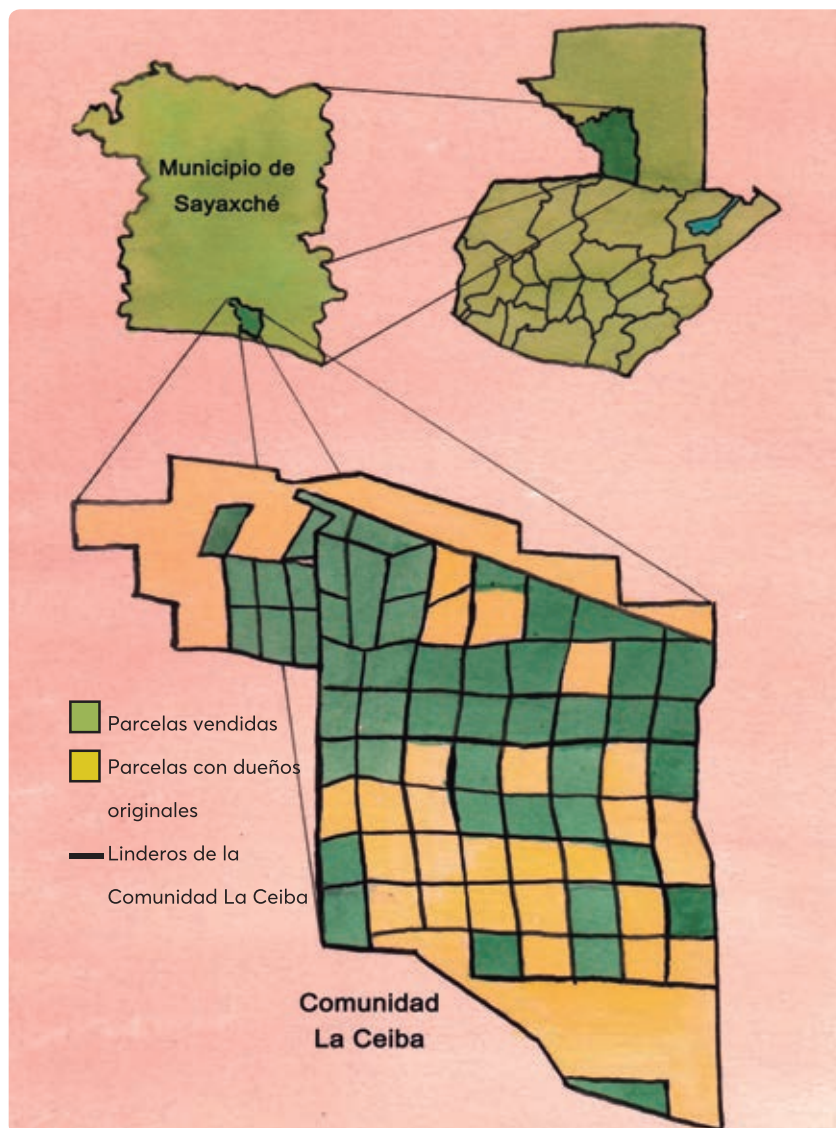 Municipio de
Sayaxché
Parcelas vendidas
Parcelas con dueños
originales
Linderos de la
Comunidad La Ceiba
Comunidad
La Ceiba